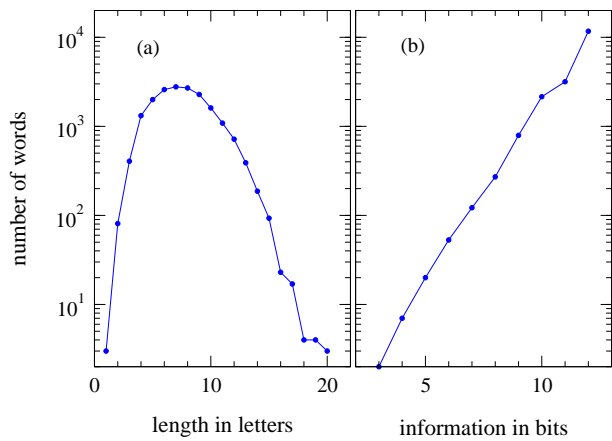 10^4
10^3
10^2
10^1
(a)
(b)
number of words
0
10
20
5
10
length in letters
information in bits